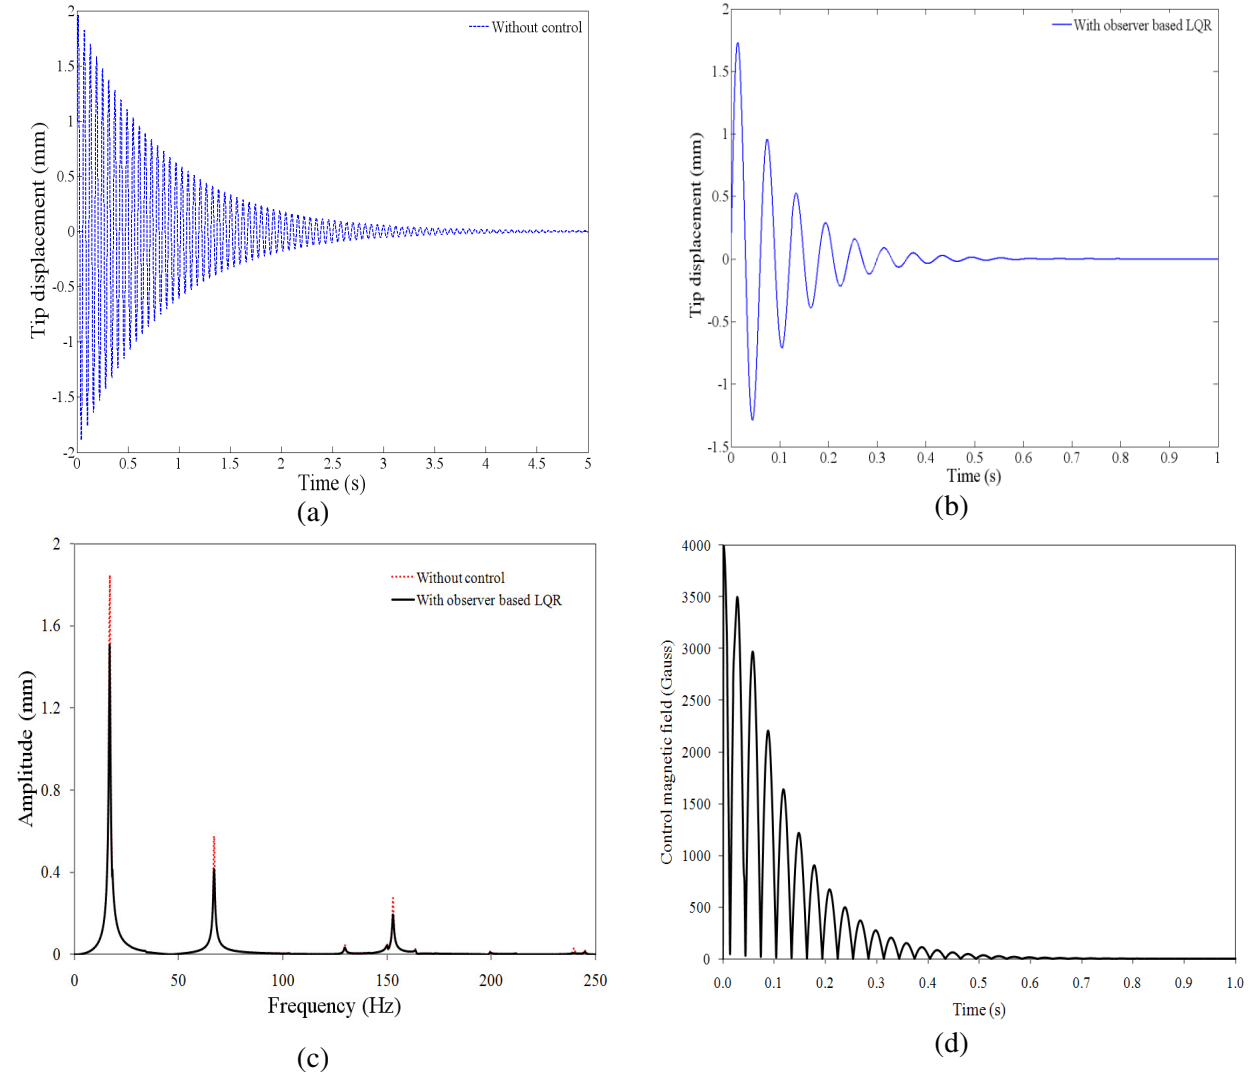 2
1.5
1
0.5
0
-0.5
-1
-1.5
-2
Tip displacement (mm)
Without control
0 0.5 1 1.5 2 2.5 3 3.5 4 4.5 5
Time (s)
(a)
2
1.5
1
0.5
0
-0.5
-1
-1.5
Tip displacement (mm)
With observer based LQR
0 0.1 0.2 0.3 0.4 0.5 0.6 0.7 0.8 0.9 1
Time (s)
(b)
2
1.6
1.2
0.8
0.4
0
Amplitude (mm)
Without control
With observer based LQR
0 50 100 150 200 250
Frequency (Hz)
(c)
4000
3500
3000
2500
2000
1500
1000
500
0
Control magnetic field (Gauss)
0.0 0.1 0.2 0.3 0.4 0.5 0.6 0.7 0.8 0.9 1.0
Time (s)
(d)